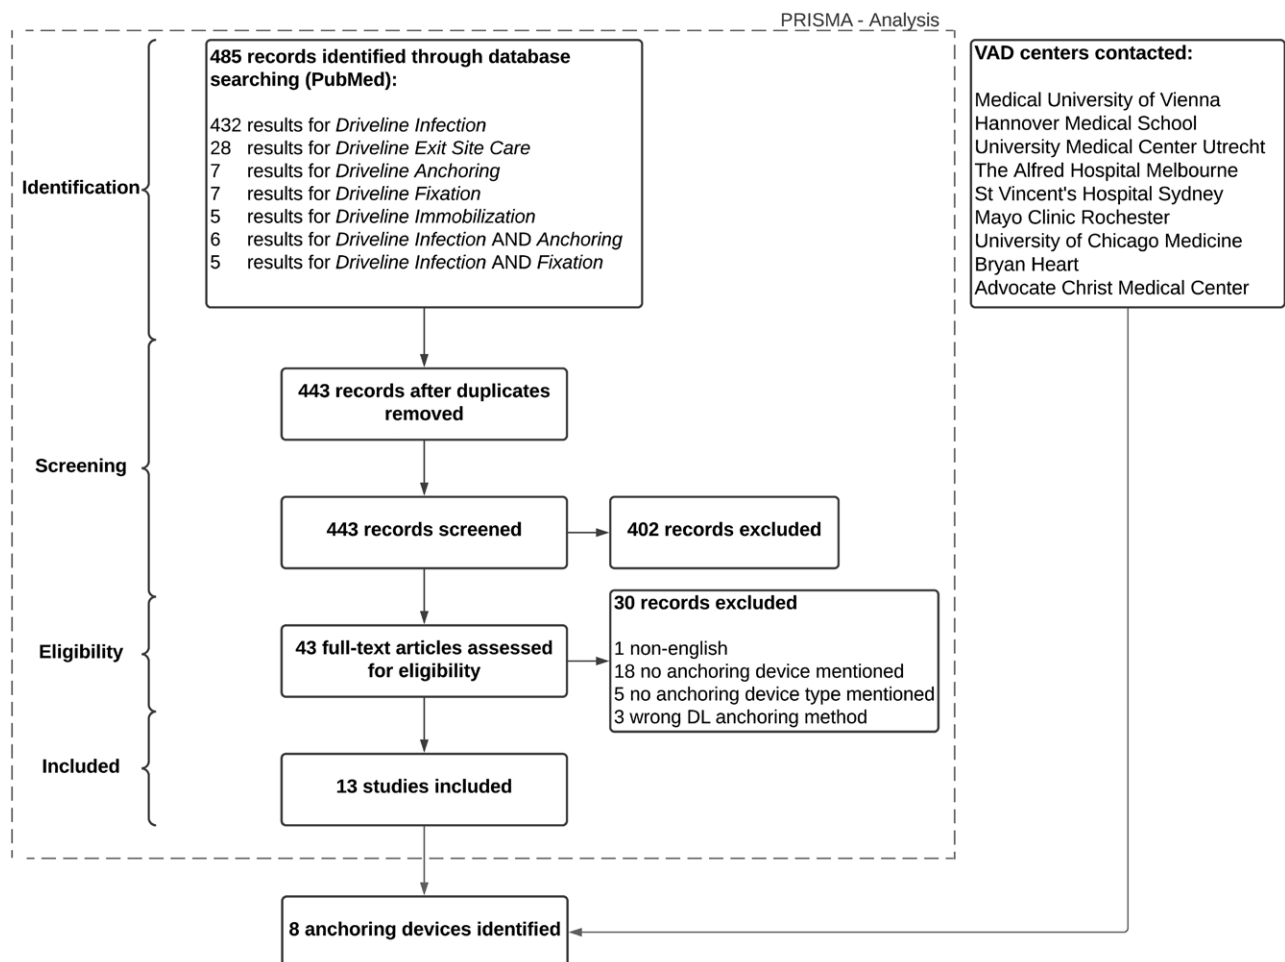 PRISMA - Analysis
485 records identified through database
searching (PubMed):
432 results for Driveline Infection
28 results for Driveline Exit Site Care
7 results for Driveline Anchoring
7 results for Driveline Fixation
5 results for Driveline Immobilization
6 results for Driveline Infection AND Anchoring
5 results for Driveline Infection AND Fixation
VAD centers contacted:
Medical University of Vienna
Hannover Medical School
University Medical Center Utrecht
The Alfred Hospital Melbourne
St Vincent's Hospital Sydney
Mayo Clinic Rochester
University of Chicago Medicine
Bryan Heart
Advocate Christ Medical Center
Identification
443 records after duplicates
removed
Screening
443 records screened
402 records excluded
Eligibility
43 full-text articles assessed
for eligibility
30 records excluded
1 non-english
18 no anchoring device mentioned
5 no anchoring device type mentioned
3 wrong DL anchoring method
Included
13 studies included
8 anchoring devices identified